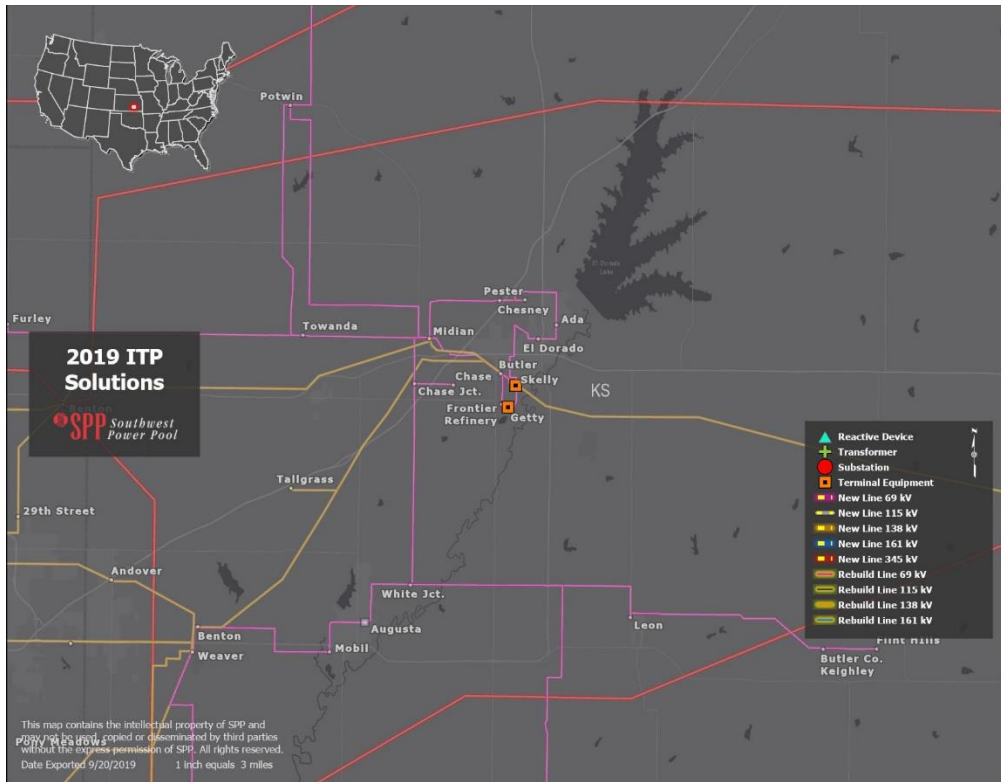 Potwin
El Dorado
Lake
Pester
Chesney
Ada
Furley
Towanda
Midian
El Dorado
2019 ITP
Solutions
Benton
SPP Southwest
Power Pool
Butler
Chase
Skelly
Chase Jct.
KS
Frontier
Refinery
Getty
Tallgrass
29th Street
Andover
White Jct.
Benton
Augusta
Leon
Weaver
Mobil
Butler Co.
Keighley
Flint Hills
Pony Meadows
N
Reactive Device
Transformer
Substation
Terminal Equipment
New Line 69 kV
New Line 115 kV
New Line 138 kV
New Line 161 kV
New Line 345 kV
Rebuild Line 69 kV
Rebuild Line 115 kV
Rebuild Line 138 kV
Rebuild Line 161 kV
This map contains the intellectual property of SPP and
may not be used, copied or disseminated by third parties
without the express permission of SPP. All rights reserved.
Date Exported 9/20/2019 1 inch equals 3 miles